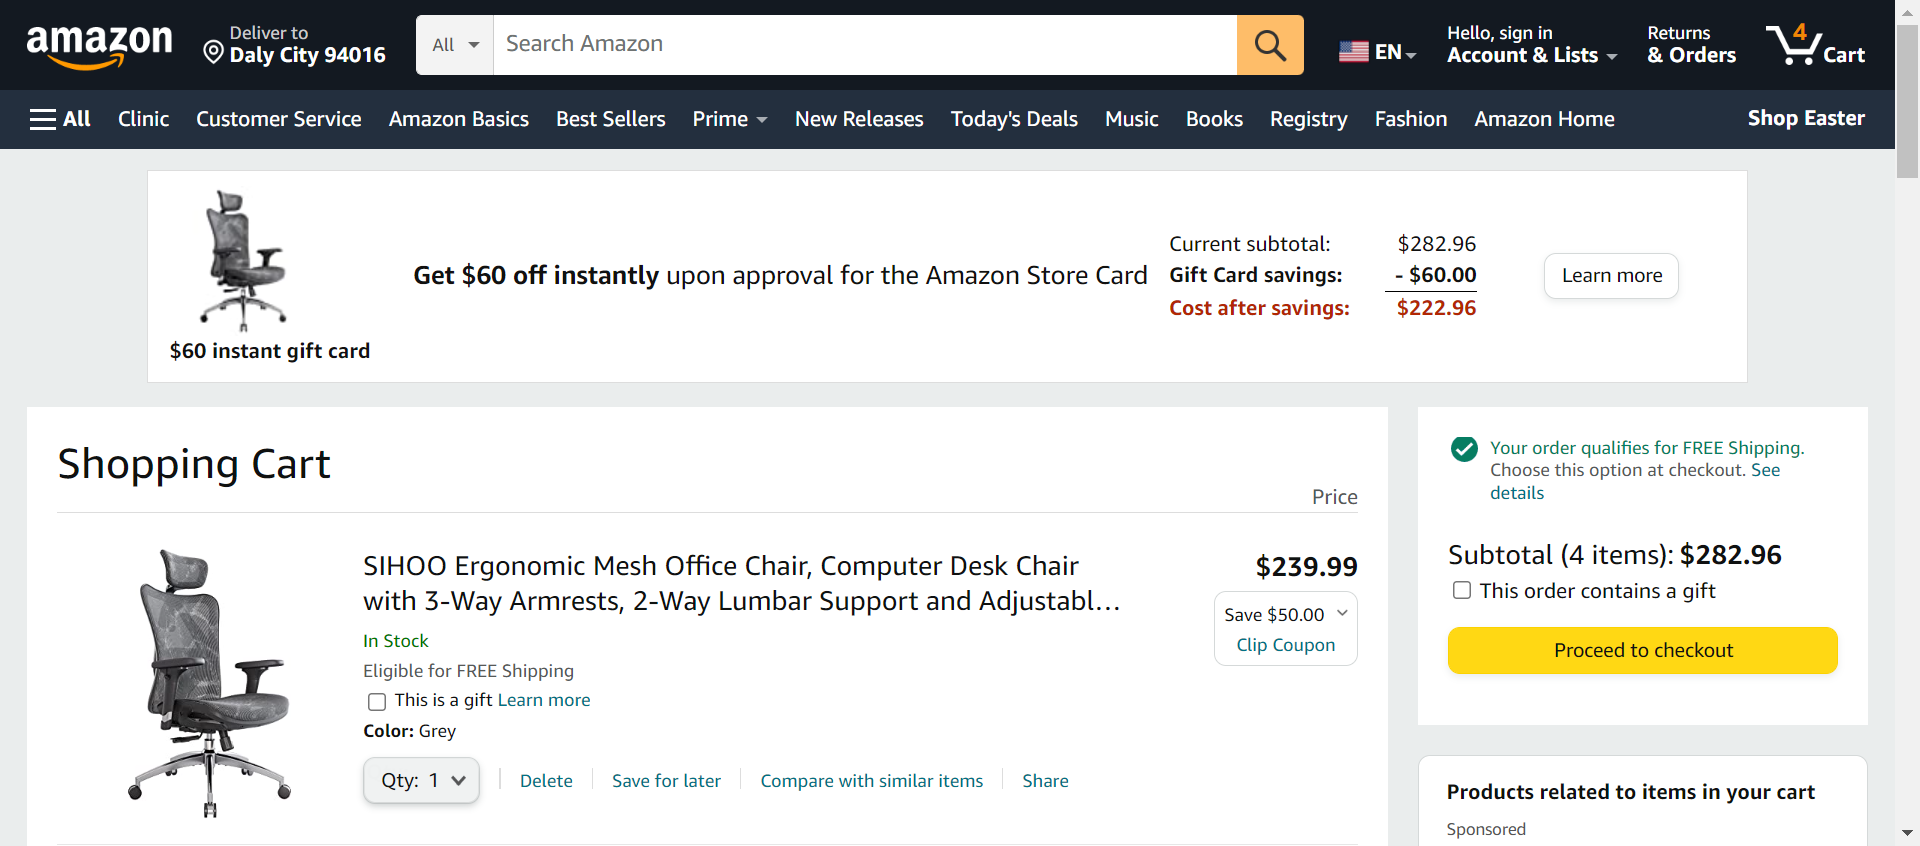 amazon
Deliver to
Daly City 94016
All
Search Amazon
EN
Hello, sign in
Account & Lists
Returns
& Orders
4
Cart
All
Clinic
Customer Service
Amazon Basics
Best Sellers
Prime
New Releases
Today's Deals
Music
Books
Registry
Fashion
Amazon Home
Shop Easter
$60 instant gift card
Get $60 off instantly upon approval for the Amazon Store Card
Current subtotal: $282.96
Gift Card savings: - $60.00
Cost after savings: $222.96
Learn more
Shopping Cart
Price
SIHOO Ergonomic Mesh Office Chair, Computer Desk Chair
with 3-Way Armrests, 2-Way Lumbar Support and Adjustabl...
$239.99
Save $50.00
Clip Coupon
In Stock
Eligible for FREE Shipping
This is a gift Learn more
Color: Grey
Qty: 1
Delete
Save for later
Compare with similar items
Share
Your order qualifies for FREE Shipping.
Choose this option at checkout. See
details
Subtotal (4 items): $282.96
This order contains a gift
Proceed to checkout
Products related to items in your cart
Sponsored